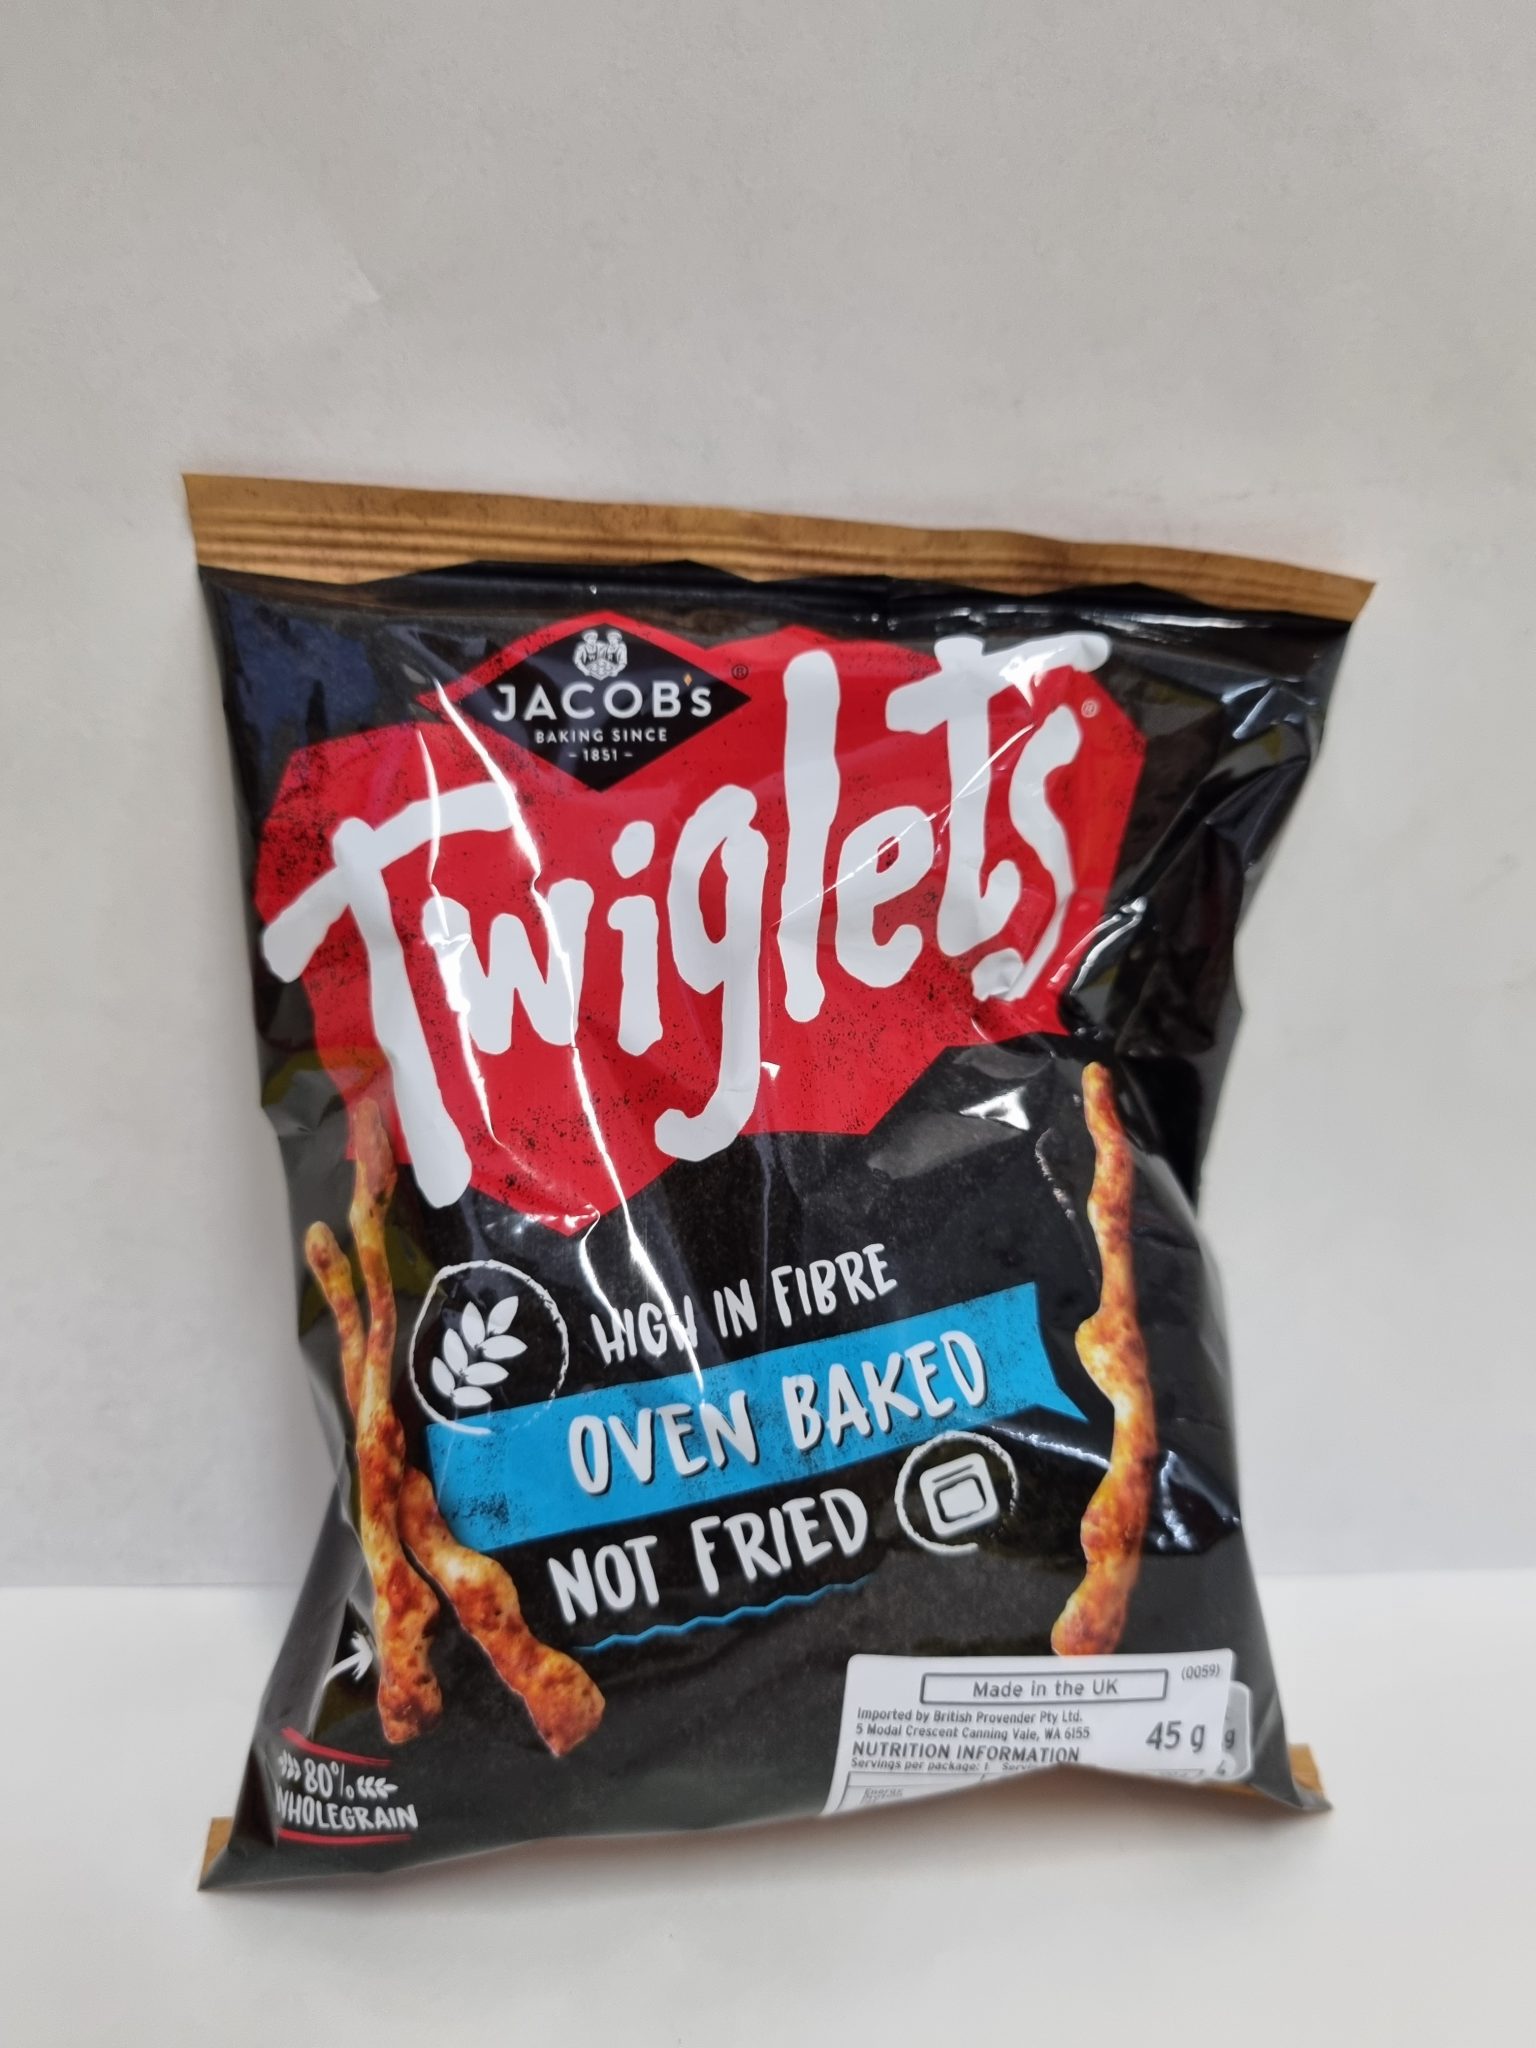 JACOB's
BAKING SINCE
- 1851 -
®
Twiglets
®
HIGH IN FIBRE
OVEN BAKED
NOT FRIED
80%
WHOLEGRAIN
Made in the UK
(0059)
Imported by British Provender Pty Ltd.
5 Modal Crescent Canning Vale, WA 6155
45 g
g
NUTRITION INFORMATION
Servings per package: 1
Energy
Protein